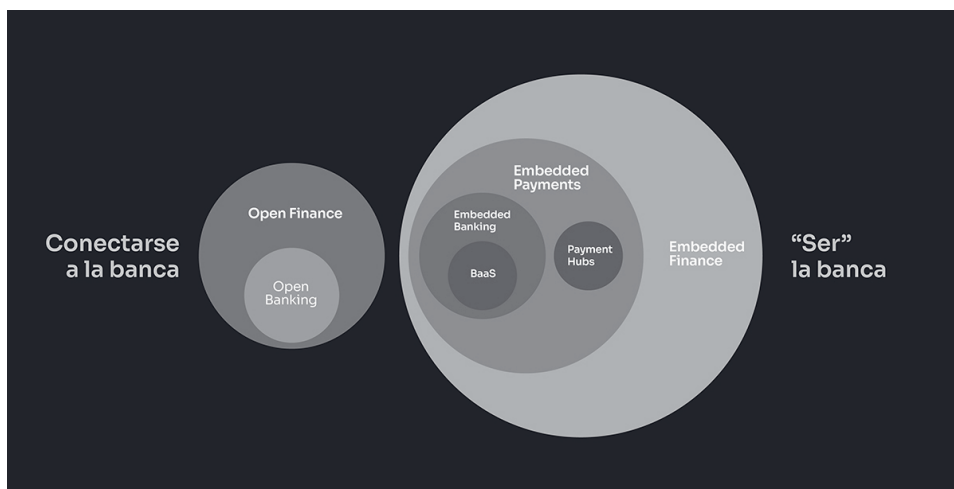 Conectarse
a la banca
Open Finance
Open
Banking
Embedded
Payments
Embedded
Banking
BaaS
Payment
Hubs
Embedded
Finance
“Ser”
la banca